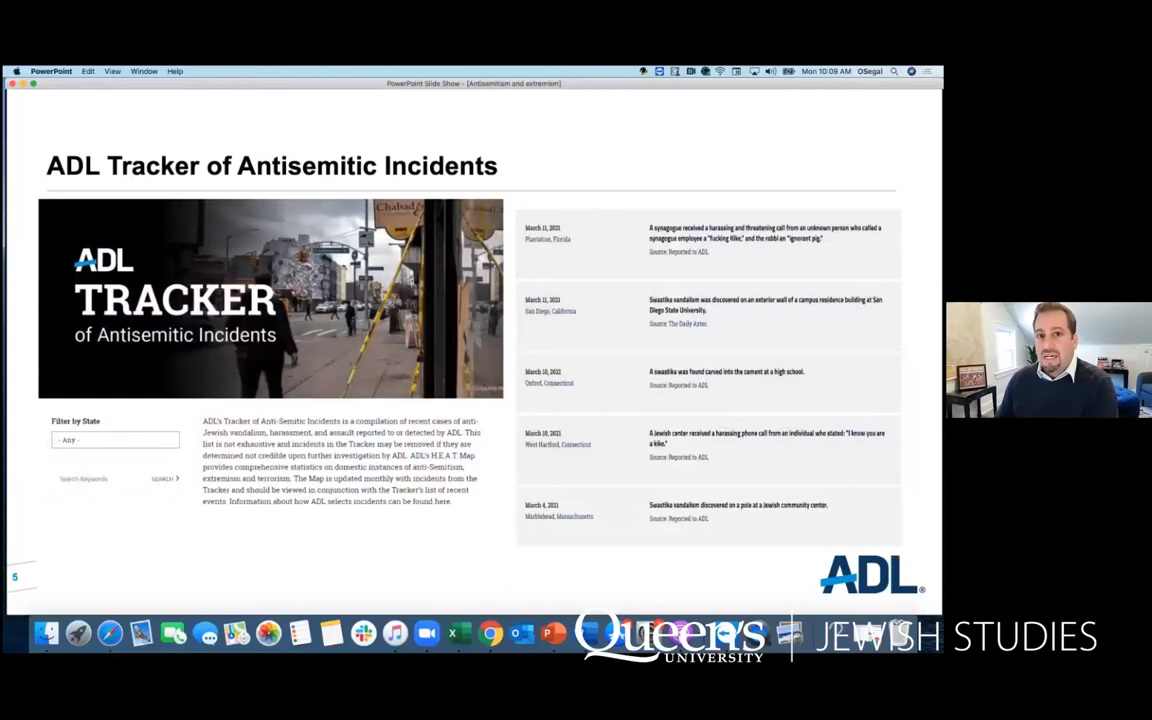 PowerPoint Edit View Window Help
Mon 10:09 AM OSegal
PowerPoint Slide Show - [Antisemitism and extremism]
ADL Tracker of Antisemitic Incidents
Chabad
ADL
TRACKER
of Antisemitic Incidents
Filter by State
- Any -
Search Keywords
SEARCH
ADL's Tracker of Anti-Semitic Incidents is a compilation of recent cases of anti-
Jewish vandalism, harassment, and assault reported to or detected by ADL. This
list is not exhaustive and incidents in the Tracker may be removed if they are
determined not credible upon further investigation by ADL. ADL's H.E.A.T. Map
provides comprehensive statistics on domestic instances of anti-Semitism,
extremism and terrorism. The Map is updated monthly with incidents from the
Tracker and should be viewed in conjunction with the Tracker's list of recent
events. Information about how ADL selects incidents can be found here.
March 11, 2021
Plantation, Florida
A synagogue received a harassing and threatening call from an unknown person who called a
synagogue employee a "fucking Kike," and the rabbi an "ignorant pig."
Source: Reported to ADL
March 11, 2021
San Diego, California
Swastika vandalism was discovered on an exterior wall of a campus residence building at San
Diego State University.
Source: The Daily Aztec
March 10, 2021
Oxford, Connecticut
A swastika was found carved into the cement at a high school.
Source: Reported to ADL
March 10, 2021
West Hartford, Connecticut
A Jewish center received a harassing phone call from an individual who stated: "I know you are
a kike."
Source: Reported to ADL
March 4, 2021
Marblehead, Massachusetts
Swastika vandalism discovered on a pole at a Jewish community center.
Source: Reported to ADL
5
ADL®
Queen's
UNIVERSITY
JEWISH STUDIES